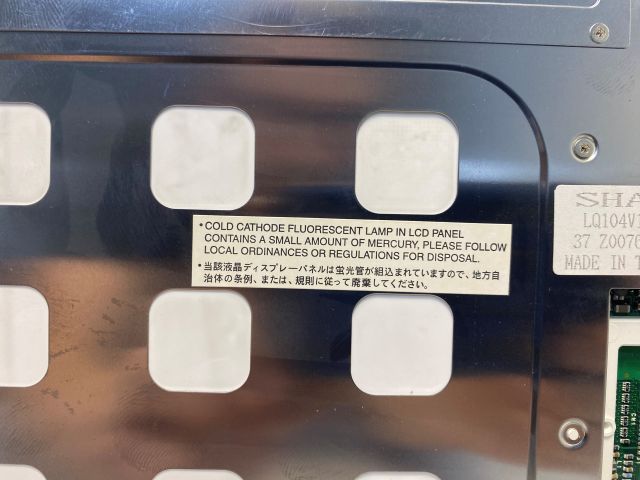 • COLD CATHODE FLUORESCENT LAMP IN LCD PANEL
CONTAINS A SMALL AMOUNT OF MERCURY, PLEASE FOLLOW
LOCAL ORDINANCES OR REGULATIONS FOR DISPOSAL.
• 当該液晶ディスプレーパネルは蛍光管が組込まれていますので、地方自
治体の条例、または、規則に従って廃棄してください。
SHA
LQ104V1
37 Z0070
MADE IN T